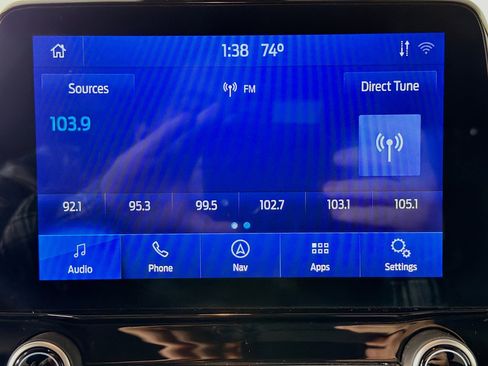 1:38 74º
Sources FM Direct Tune
103.9
92.1 95.3 99.5 102.7 103.1 105.1
Audio Phone Nav Apps Settings